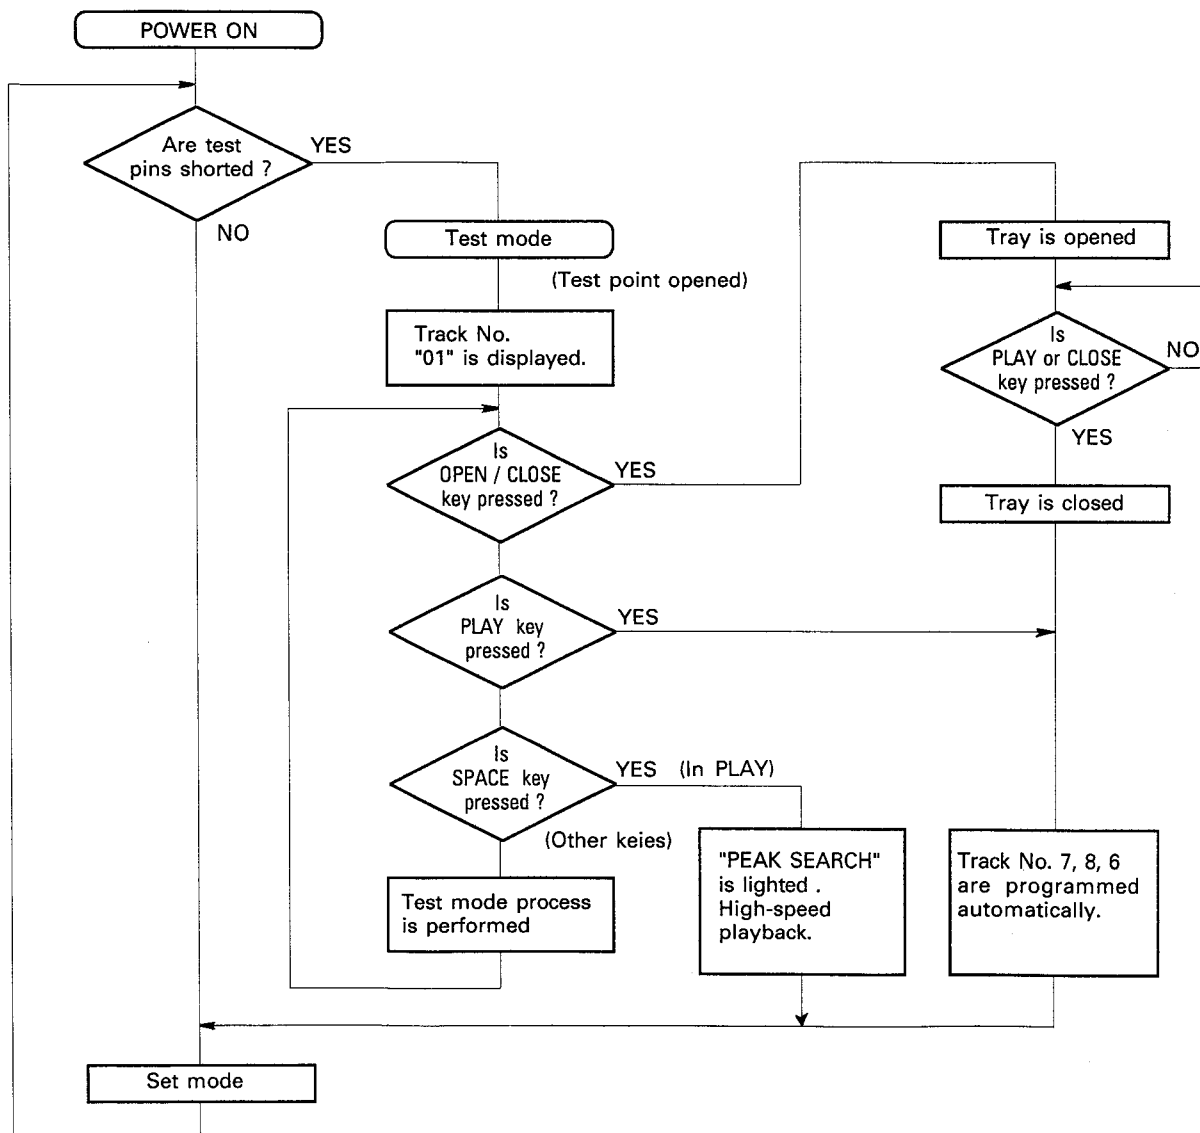 POWER ON
Are test
pins shorted ?
YES
NO
Test mode
(Test point opened)
Track No.
"01" is displayed.
Is
OPEN / CLOSE
key pressed ?
YES
Is
PLAY key
pressed ?
YES
Is
SPACE key
pressed ?
YES (In PLAY)
(Other keies)
Test mode process
is performed
"PEAK SEARCH"
is lighted .
High-speed
playback.
Tray is opened
Is
PLAY or CLOSE
key pressed ?
NO
YES
Tray is closed
Track No. 7, 8, 6
are programmed
automatically.
Set mode